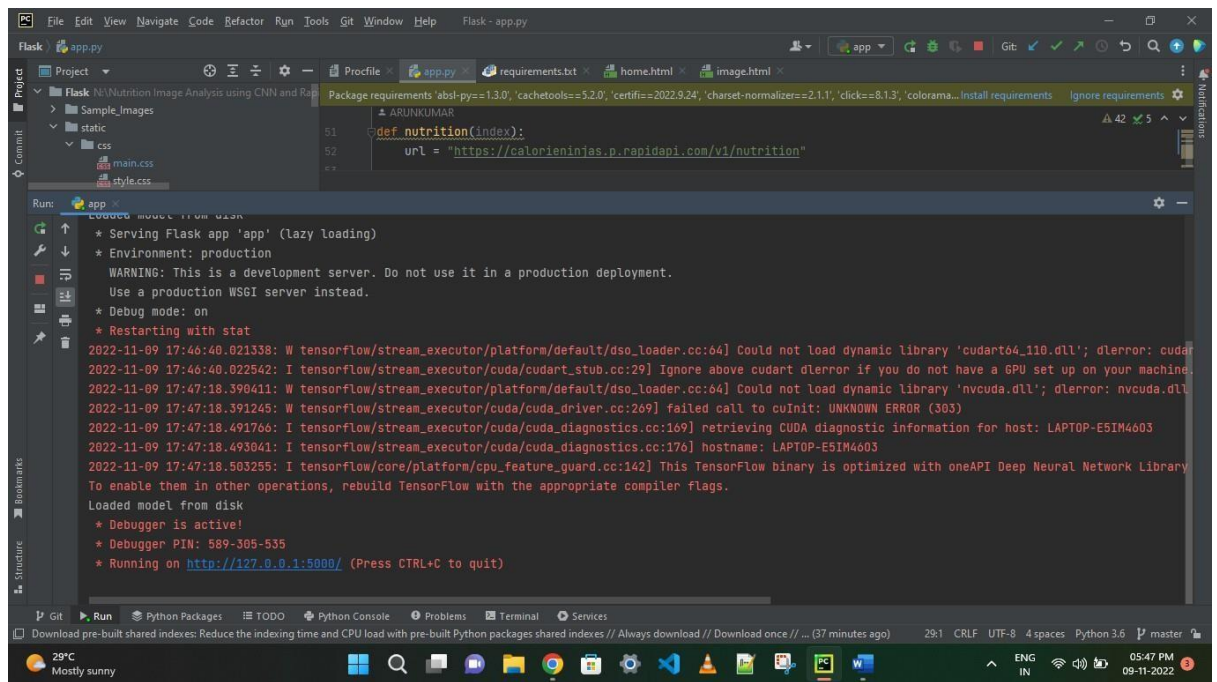 PC File Edit View Navigate Code Refactor Run Tools Git Window Help Flask - app.py
Flask app.py app Git:
Project Procfile app.py requirements.txt home.html image.html
Flask N:\Nutrition Image Analysis using CNN and Rap
Package requirements 'absl-py==1.3.0', 'cachetools==5.2.0', 'certifi==2022.9.24', 'charset-normalizer==2.1.1', 'click==8.1.3', 'colorama... Install requirements Ignore requirements
Sample_Images
ARUNKUMAR
42 5
static
51 def nutrition(index):
css
52 url = "https://calorieninjas.p.rapidapi.com/v1/nutrition"
main.css
style.css
Project
Commit
Bookmarks
Structure
Notifications
Run: app
Loaded model from disk
* Serving Flask app 'app' (lazy loading)
* Environment: production
WARNING: This is a development server. Do not use it in a production deployment.
Use a production WSGI server instead.
* Debug mode: on
* Restarting with stat
2022-11-09 17:46:40.021338: W tensorflow/stream_executor/platform/default/dso_loader.cc:64] Could not load dynamic library 'cudart64_110.dll'; dlerror: cudar
2022-11-09 17:46:40.022542: I tensorflow/stream_executor/cuda/cudart_stub.cc:29] Ignore above cudart dlerror if you do not have a GPU set up on your machine.
2022-11-09 17:47:18.390411: W tensorflow/stream_executor/platform/default/dso_loader.cc:64] Could not load dynamic library 'nvcuda.dll'; dlerror: nvcuda.dll
2022-11-09 17:47:18.391245: W tensorflow/stream_executor/cuda/cuda_driver.cc:269] failed call to cuInit: UNKNOWN ERROR (303)
2022-11-09 17:47:18.491766: I tensorflow/stream_executor/cuda/cuda_diagnostics.cc:169] retrieving CUDA diagnostic information for host: LAPTOP-E5IM46O3
2022-11-09 17:47:18.493041: I tensorflow/stream_executor/cuda/cuda_diagnostics.cc:176] hostname: LAPTOP-E5IM46O3
2022-11-09 17:47:18.503255: I tensorflow/core/platform/cpu_feature_guard.cc:142] This TensorFlow binary is optimized with oneAPI Deep Neural Network Library
To enable them in other operations, rebuild TensorFlow with the appropriate compiler flags.
Loaded model from disk
* Debugger is active!
* Debugger PIN: 589-305-535
* Running on http://127.0.0.1:5000/ (Press CTRL+C to quit)
Git Run Python Packages TODO Python Console Problems Terminal Services
Download pre-built shared indexes: Reduce the indexing time and CPU load with pre-built Python packages shared indexes // Always download // Download once // ... (37 minutes ago) 29:1 CRLF UTF-8 4 spaces Python 3.6 master
29°C
Mostly sunny
ENG
IN
05:47 PM
09-11-2022
3